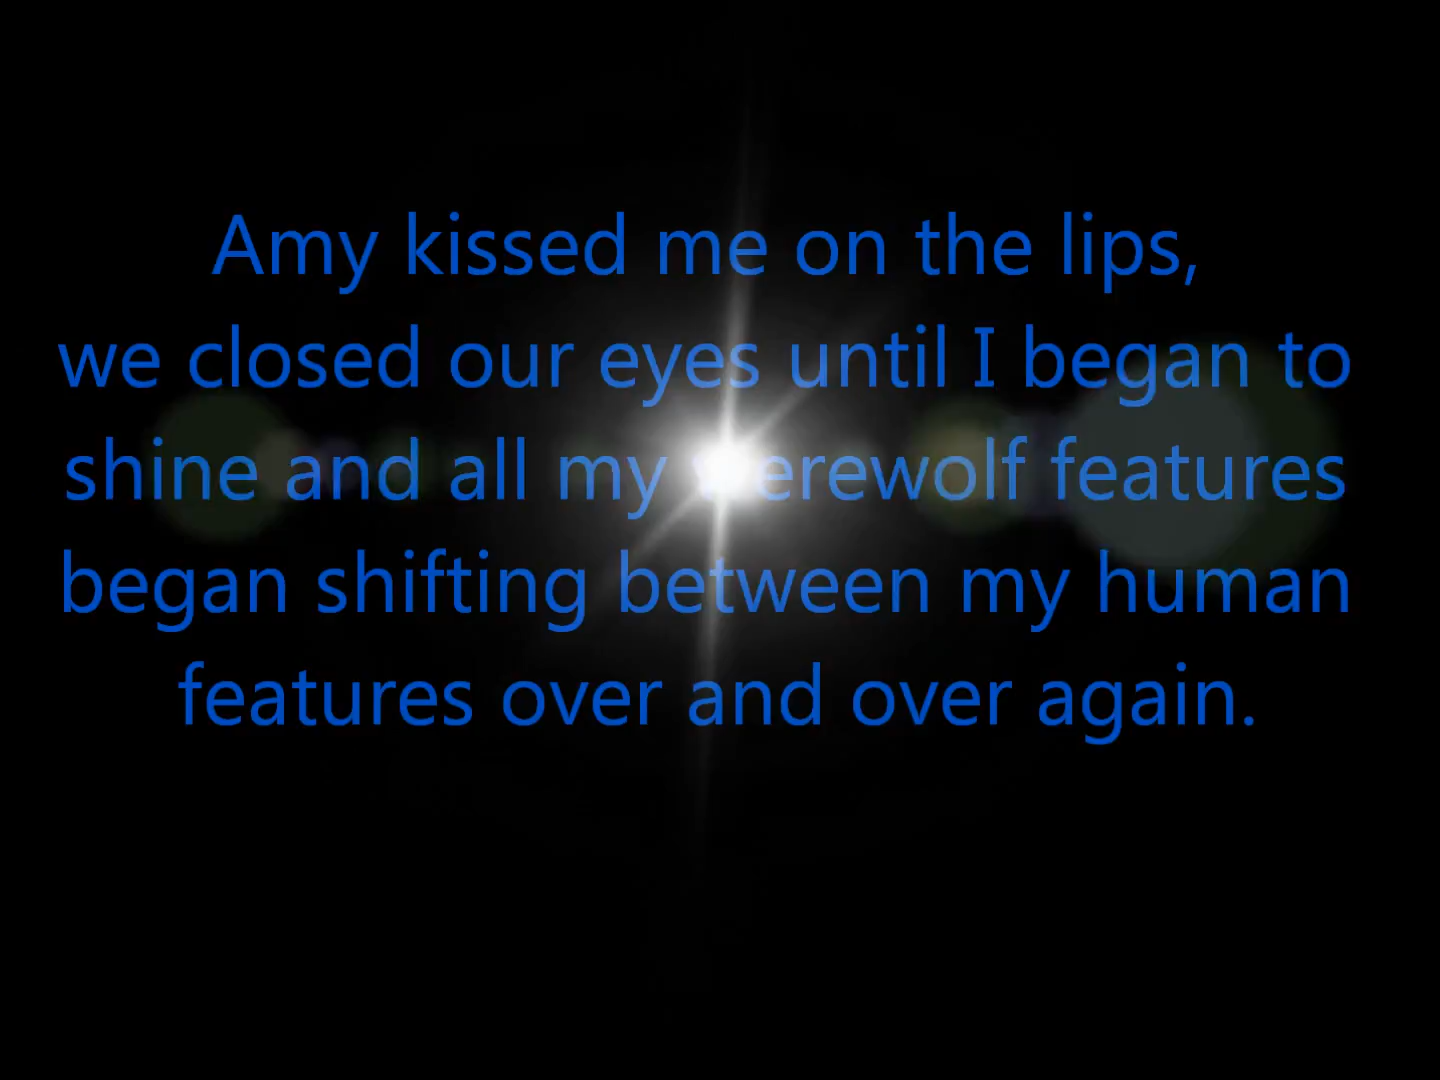 Amy kissed me on the lips,
we closed our eyes until I began to
shine and all my werewolf features
began shifting between my human
features over and over again.